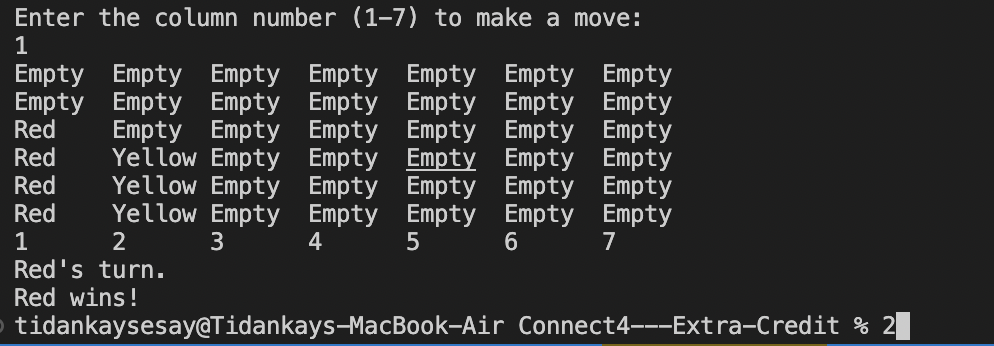 Enter the column number (1-7) to make a move:
1
Empty Empty Empty Empty Empty Empty Empty
Empty Empty Empty Empty Empty Empty Empty
Red Empty Empty Empty Empty Empty Empty
Red Yellow Empty Empty Empty Empty Empty
Red Yellow Empty Empty Empty Empty Empty
Red Yellow Empty Empty Empty Empty Empty
1 2 3 4 5 6 7
Red's turn.
Red wins!
tidankaysesay@Tidankays-MacBook-Air Connect4---Extra-Credit % 2